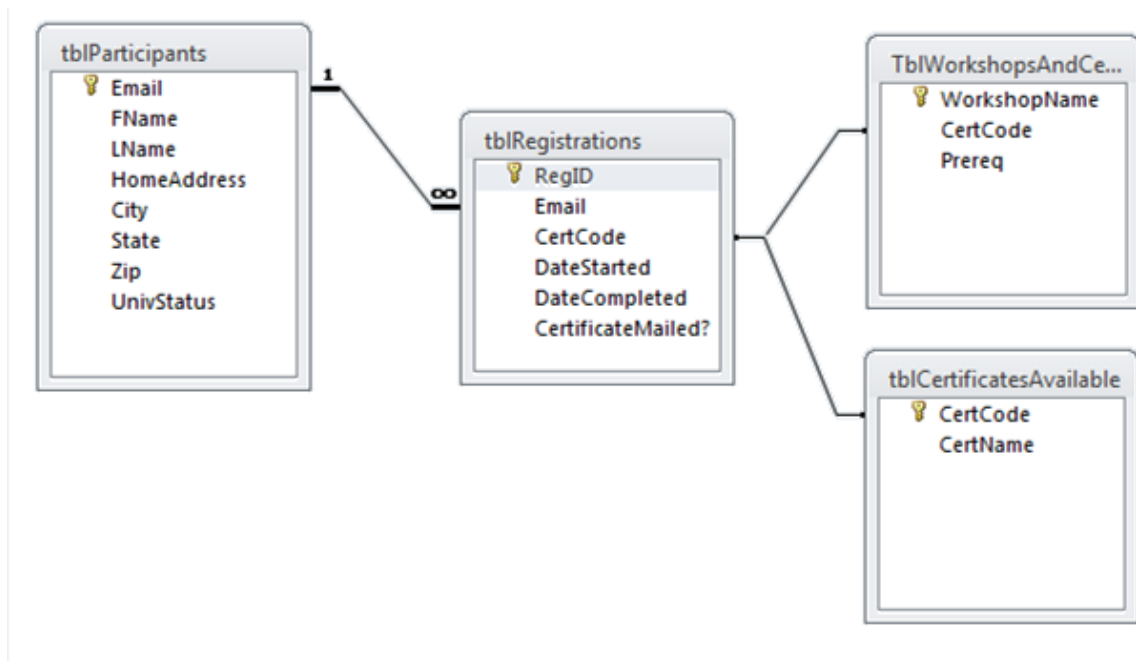 tblParticipants
Email
FName
LName
HomeAddress
City
State
Zip
UnivStatus
1
∞
tblRegistrations
RegID
Email
CertCode
DateStarted
DateCompleted
CertificateMailed?
TblWorkshopsAndCe...
WorkshopName
CertCode
Prereq
tblCertificatesAvailable
CertCode
CertName